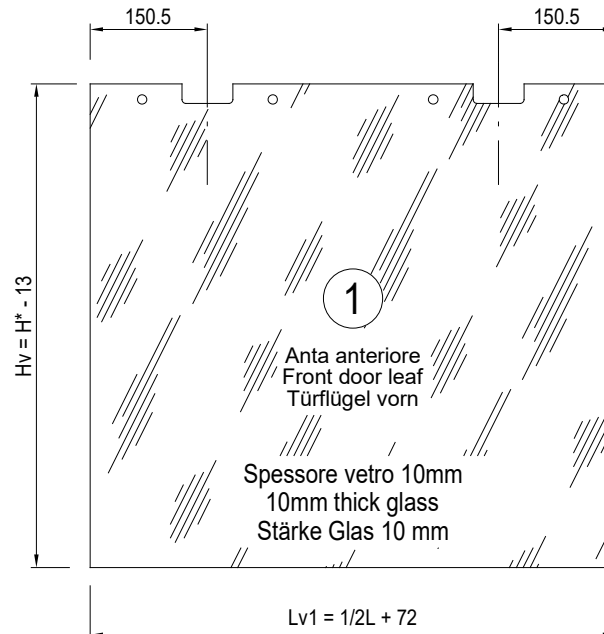 150.5
150.5
Hv = H* - 13
1
Anta anteriore
Front door leaf
Türflügel vorn
Spessore vetro 10mm
10mm thick glass
Stärke Glas 10 mm
Lv1 = 1/2L + 72